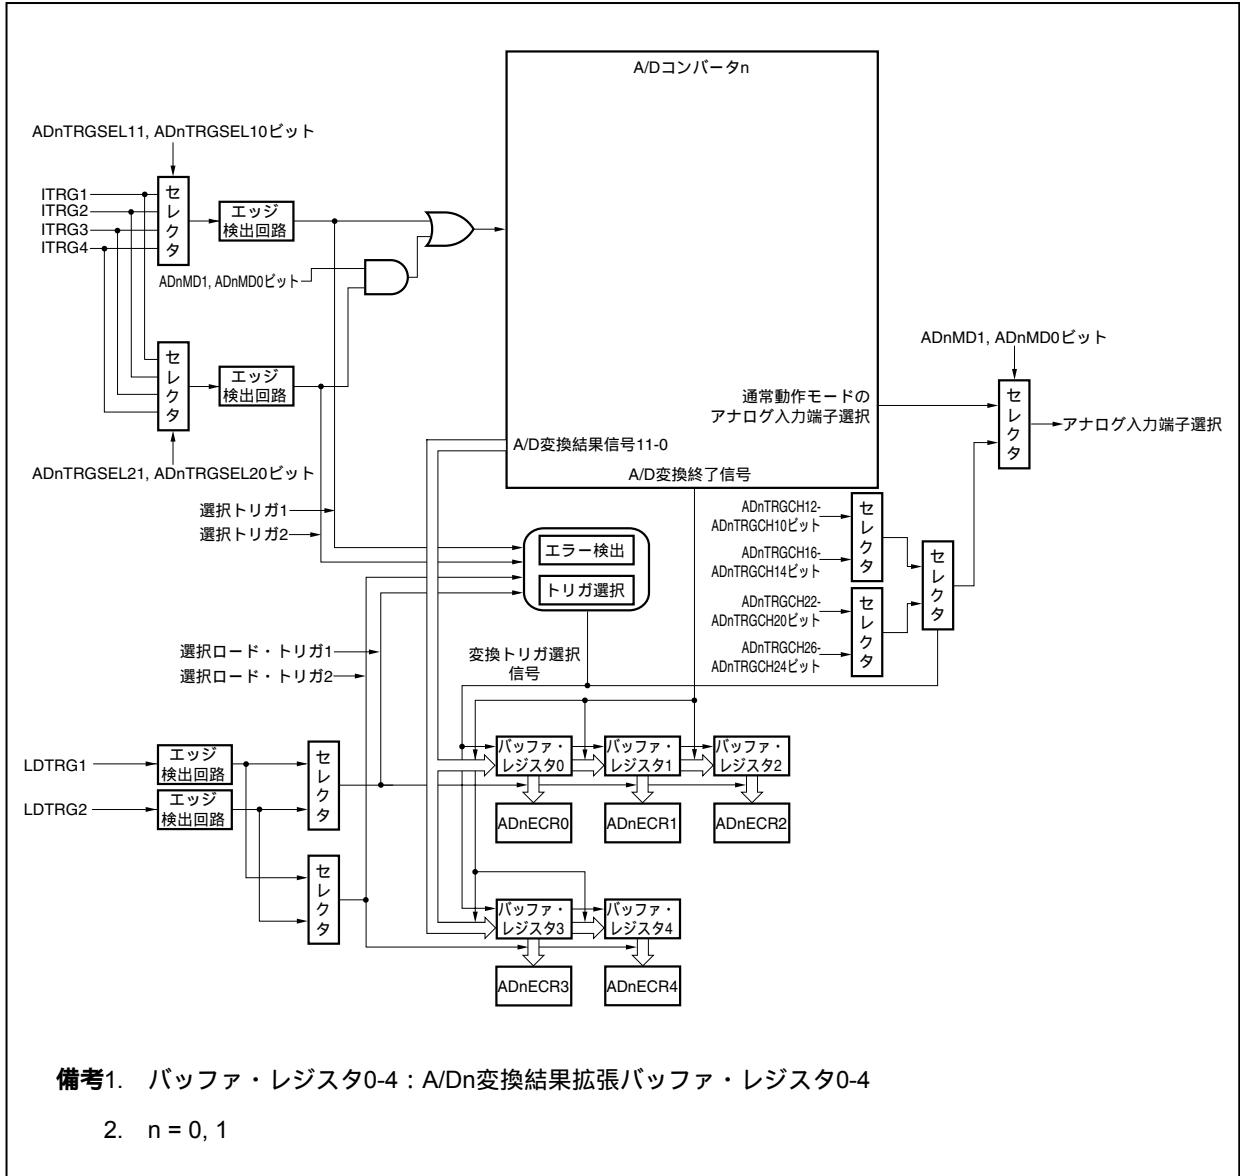 A/Dコンバータn
ADnTRGSEL11, ADnTRGSEL10ビット
ITRG1
ITRG2
ITRG3
ITRG4
セレクタ
エッジ
検出回路
ADnMD1, ADnMD0ビット
セレクタ
エッジ
検出回路
ADnTRGSEL21, ADnTRGSEL20ビット
ADnMD1, ADnMD0ビット
通常動作モードの
アナログ入力端子選択
セレクタ
アナログ入力端子選択
A/D変換結果信号11-0
A/D変換終了信号
選択トリガ1
選択トリガ2
エラー検出
トリガ選択
ADnTRGCH12-
ADnTRGCH10ビット
ADnTRGCH16-
ADnTRGCH14ビット
セレクタ
ADnTRGCH22-
ADnTRGCH20ビット
ADnTRGCH26-
ADnTRGCH24ビット
セレクタ
セレクタ
選択ロード・トリガ1
選択ロード・トリガ2
変換トリガ選択
信号
LDTRG1
エッジ
検出回路
LDTRG2
エッジ
検出回路
セレクタ
セレクタ
バッファ・
レジスタ0
バッファ・
レジスタ1
バッファ・
レジスタ2
ADnECR0
ADnECR1
ADnECR2
バッファ・
レジスタ3
バッファ・
レジスタ4
ADnECR3
ADnECR4
備考1. バッファ・レジスタ0-4：A/Dn変換結果拡張バッファ・レジスタ0-4
2. n = 0, 1